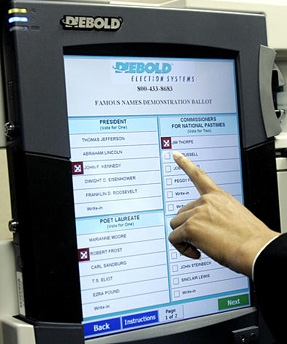 DIEBOLD
DIEBOLD
ELECTION SYSTEMS
800-433-8683
FAMOUS NAMES DEMONSTRATION BALLOT
PRESIDENT
(Vote for One)
THOMAS JEFFERSON
ABRAHAM LINCOLN
JOHN F. KENNEDY
DWIGHT D. EISENHOWER
FRANKLIN D. ROOSEVELT
Write-in
POET LAUREATE
(Vote for One)
MARIANNE MOORE
ROBERT FROST
CARL SANDBURG
T.S. ELIOT
EZRA POUND
Write-in
COMMISSIONERS
FOR NATIONAL PASTIMES
(Vote for Two)
JIM THORPE
RUSSELL
PEGGY
Write-in
STEINBECK
SINCLAIR LEWIS
Write-in
Back
Instructions
Page
1 of 2
Next